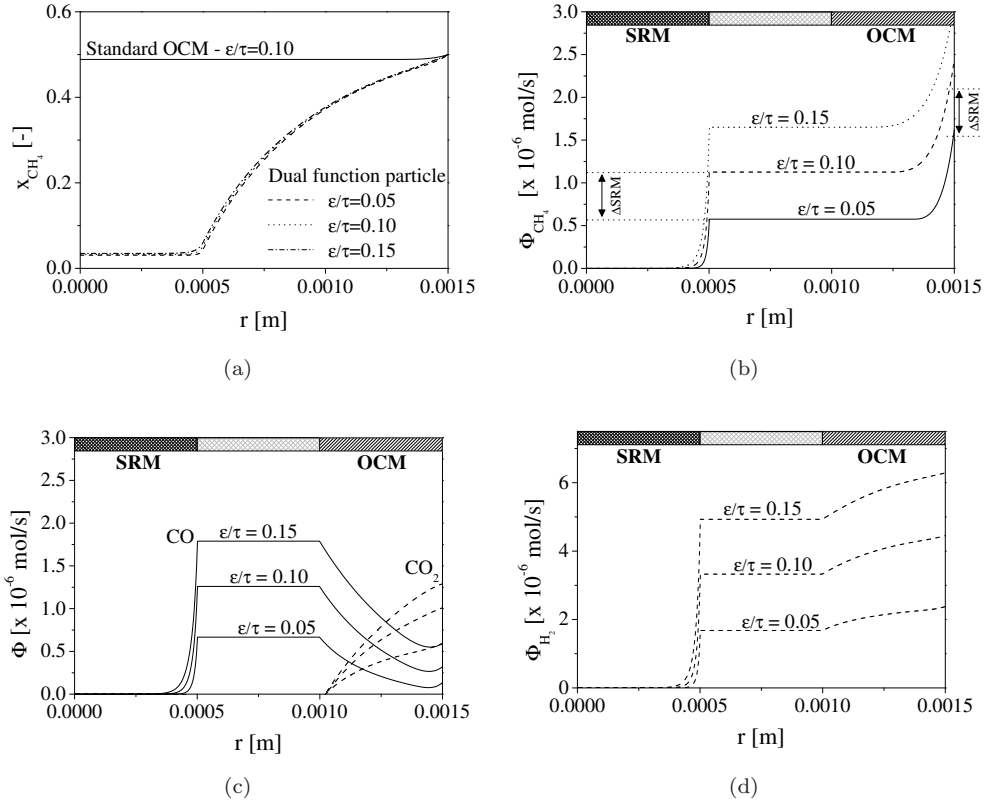 0.6
0.4
0.2
0.0
x_CH4 [-]
Standard OCM - ε/τ=0.10
Dual function particle
ε/τ=0.05
ε/τ=0.10
ε/τ=0.15
0.0000 0.0005 0.0010 0.0015
r [m]
(a)
3.0
2.5
2.0
1.5
1.0
0.5
0.0
Φ_CH4 [x 10⁻⁶ mol/s]
SRM OCM
ε/τ = 0.15
ε/τ = 0.10
ε/τ = 0.05
ΔSRM
ΔSRM
0.0000 0.0005 0.0010 0.0015
r [m]
(b)
3.0
2.5
2.0
1.5
1.0
0.5
0.0
Φ [x 10⁻⁶ mol/s]
SRM OCM
CO ε/τ = 0.15
CO₂
ε/τ = 0.10
ε/τ = 0.05
0.0000 0.0005 0.0010 0.0015
r [m]
(c)
6
4
2
0
Φ_H2 [x 10⁻⁶ mol/s]
SRM OCM
ε/τ = 0.15
ε/τ = 0.10
ε/τ = 0.05
0.0000 0.0005 0.0010 0.0015
r [m]
(d)